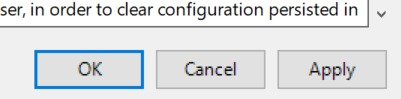 ser, in order to clear configuration persisted in
OK Cancel Apply